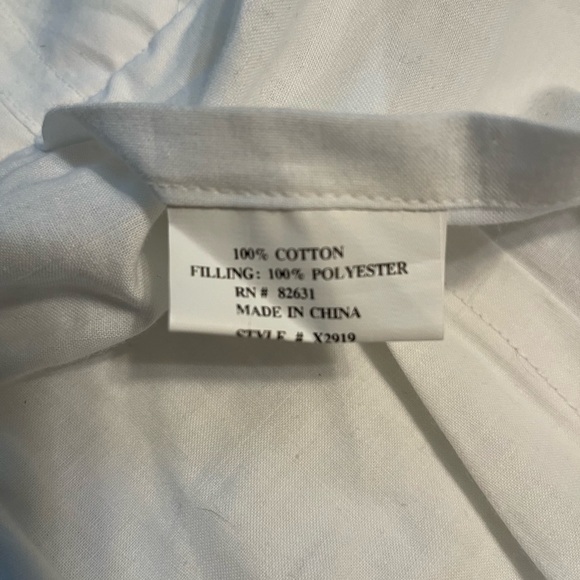 100% COTTON
FILLING: 100% POLYESTER
RN # 82631
MADE IN CHINA
STYLE # X2919